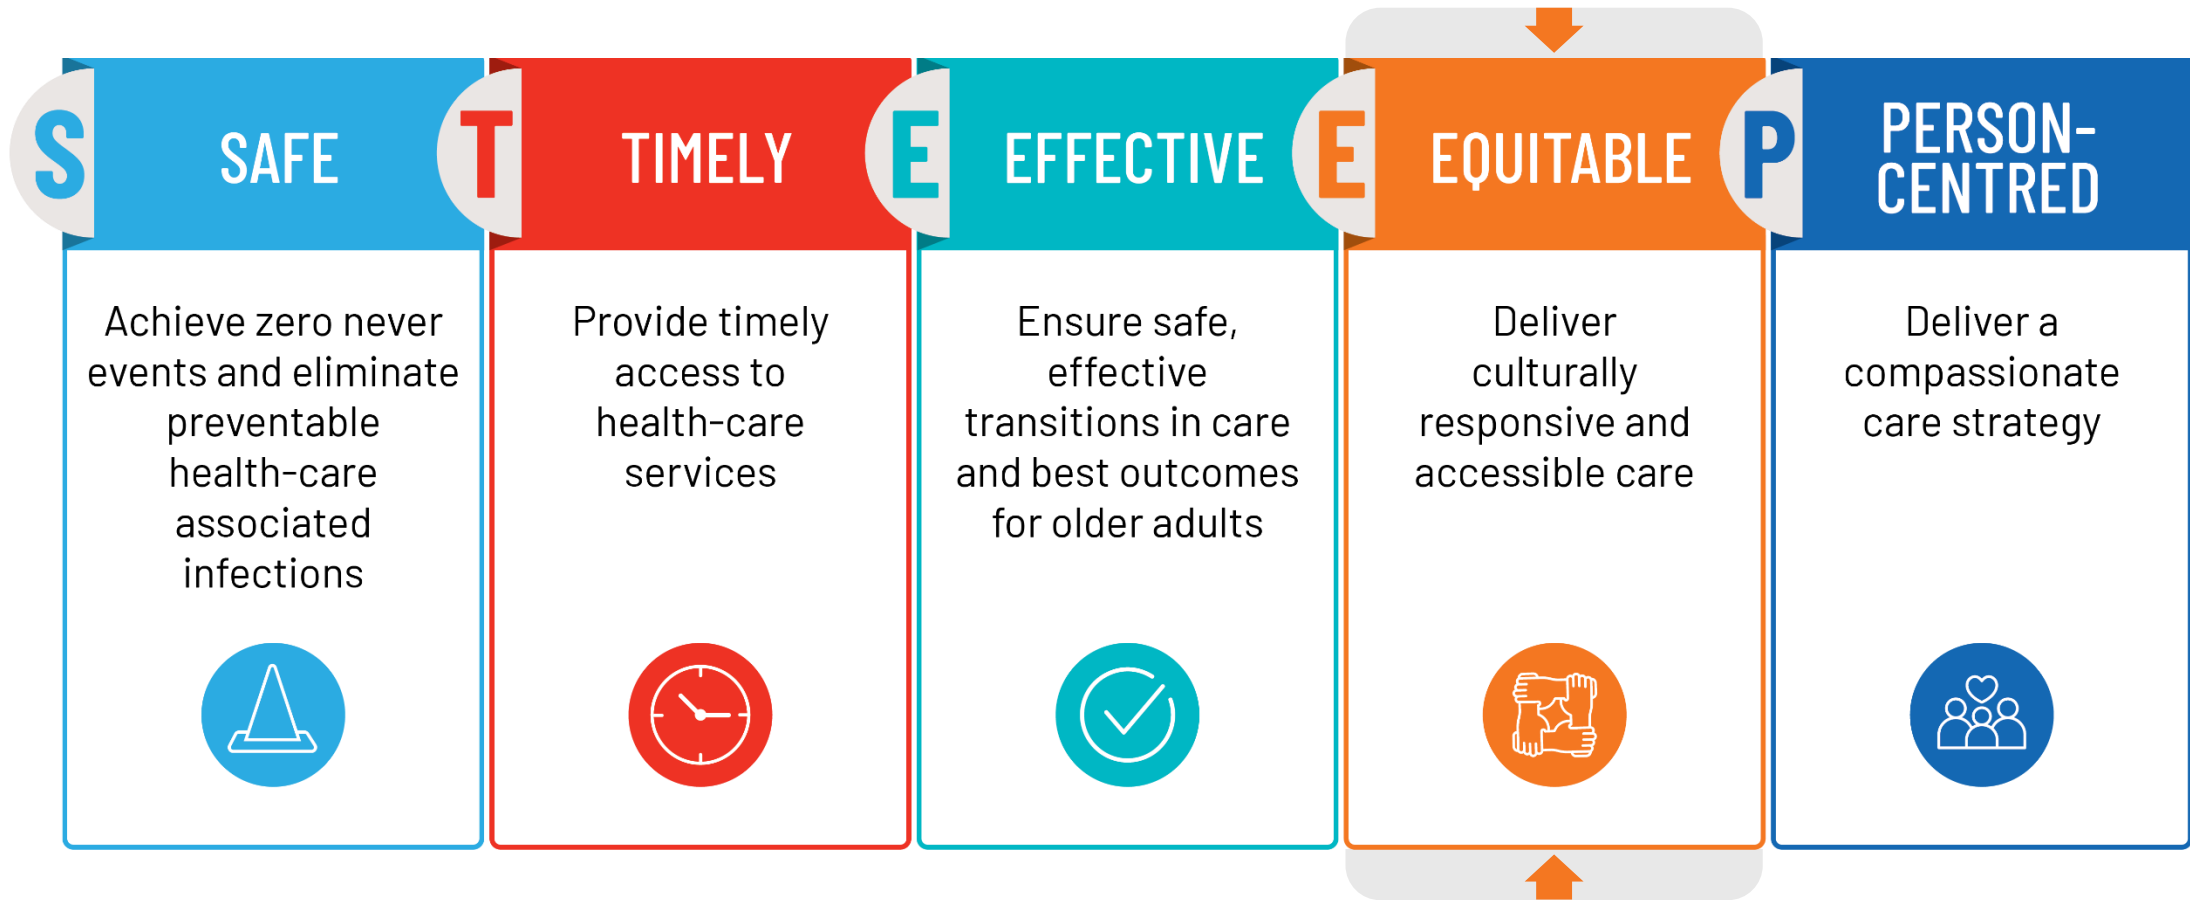 S
SAFE
Achieve zero never
events and eliminate
preventable
health-care
associated
infections
T
TIMELY
Provide timely
access to
health-care
services
E
EFFECTIVE
Ensure safe,
effective
transitions in care
and best outcomes
for older adults
E
EQUITABLE
Deliver
culturally
responsive and
accessible care
P
PERSON-
CENTRED
Deliver a
compassionate
care strategy